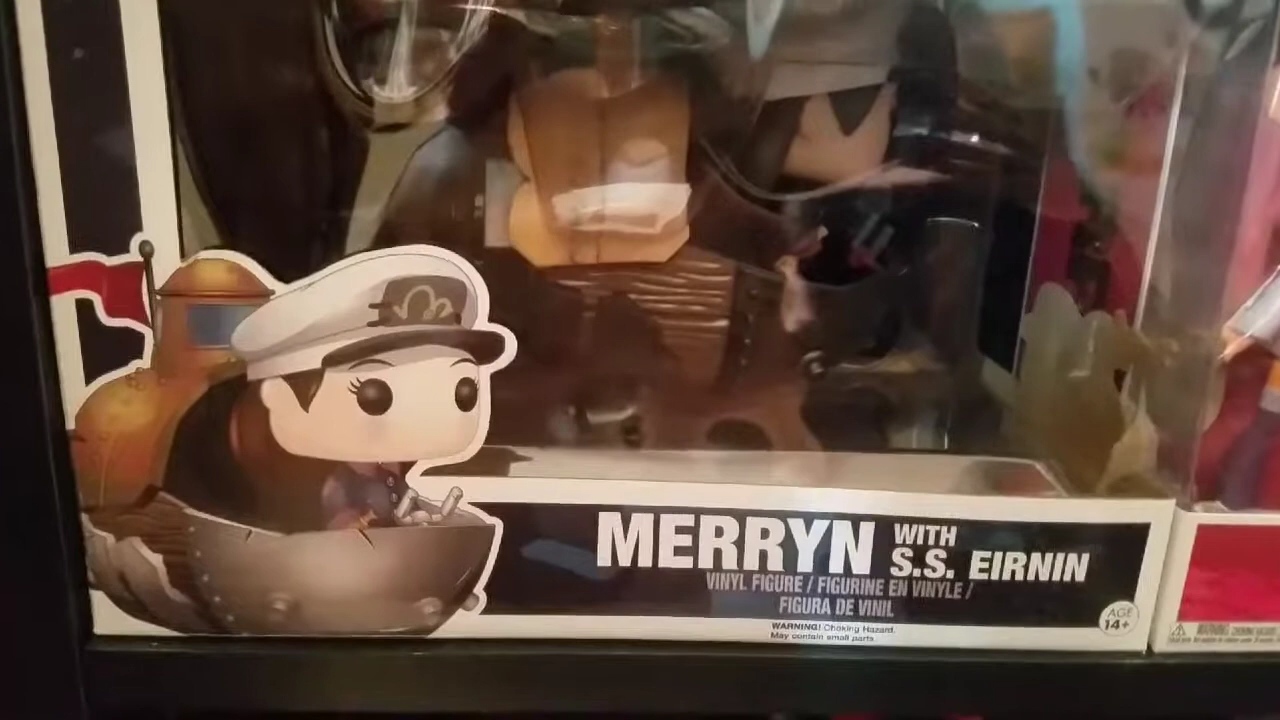 MERRYN WITH
S.S. EIRNIN
VINYL FIGURE / FIGURINE EN VINYLE /
FIGURA DE VINIL
WARNING! Choking Hazard.
May contain small parts.
AGE
14+
WARNING: